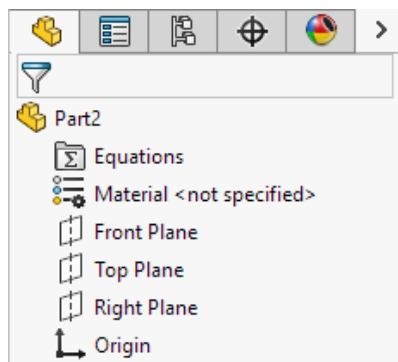 Part2
Equations
Material <not specified>
Front Plane
Top Plane
Right Plane
Origin